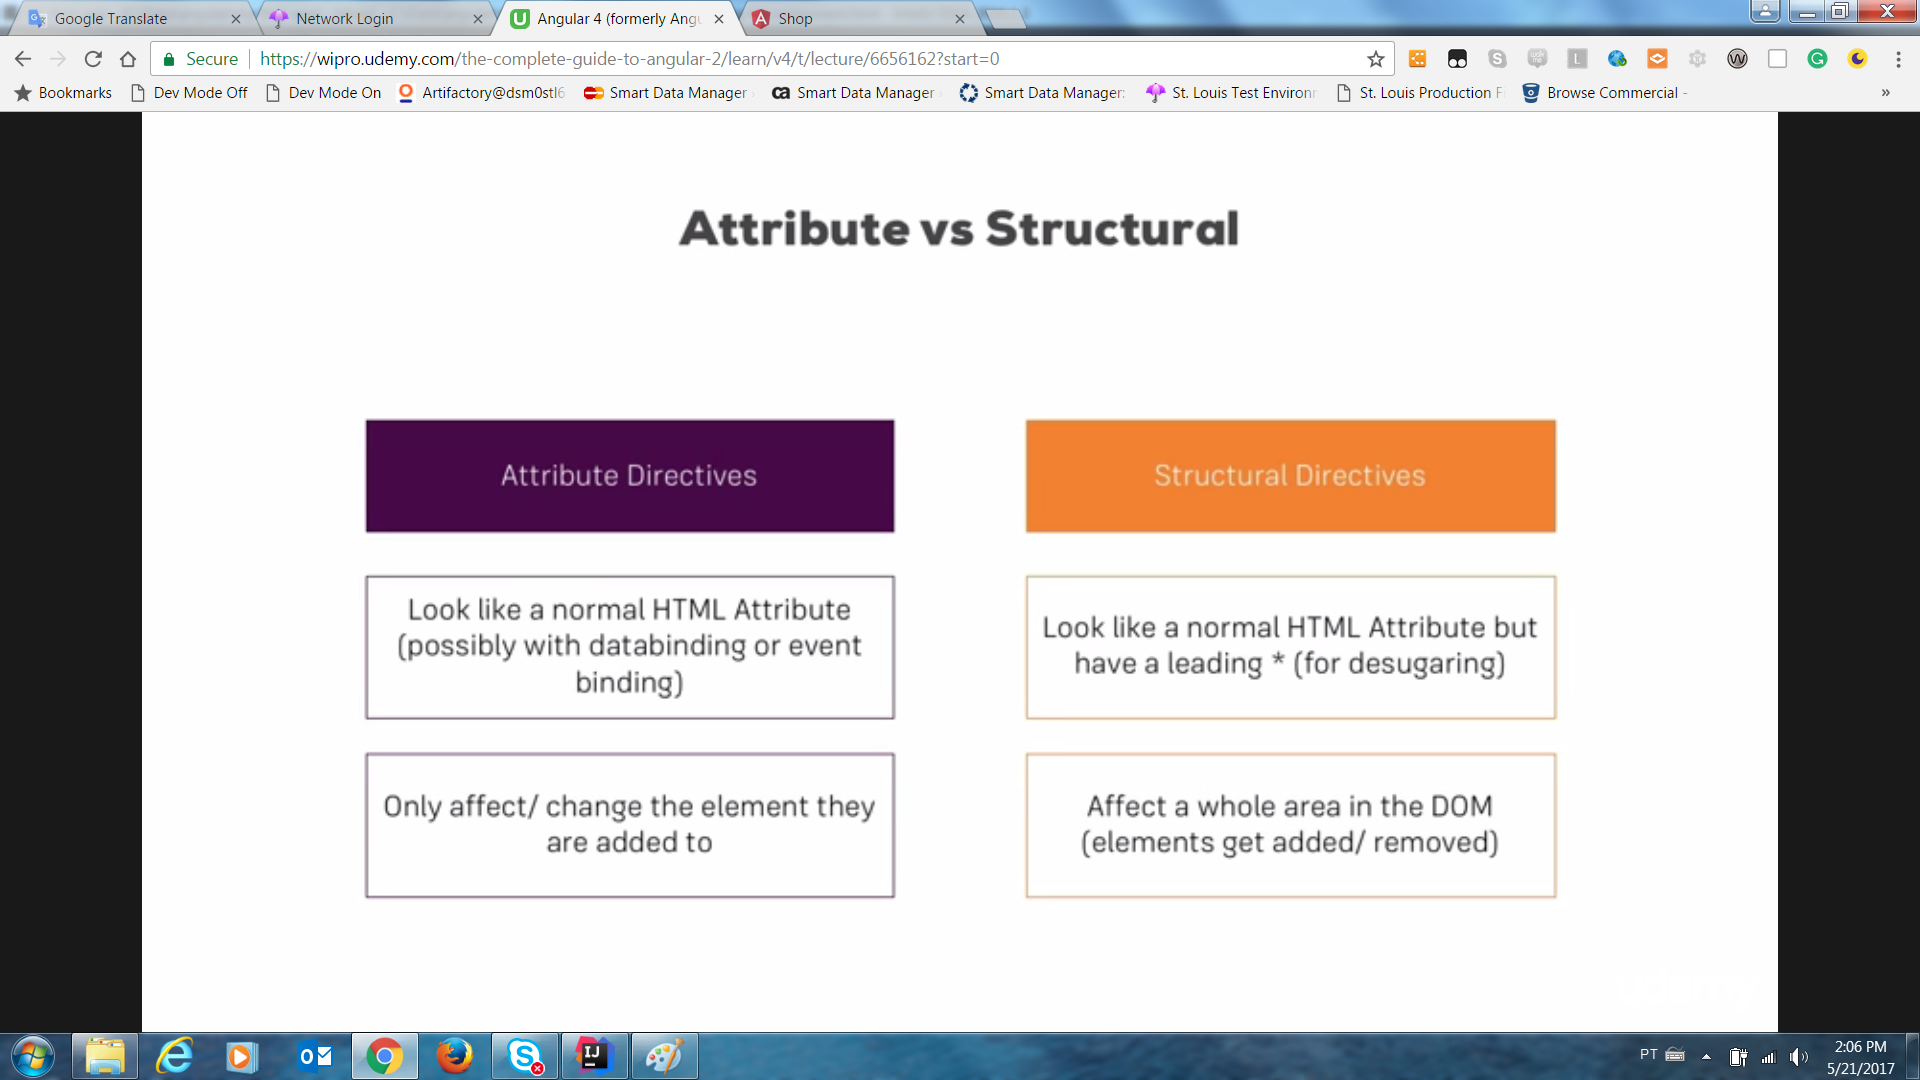 Google Translate
Network Login
Angular 4 (formerly Angu
Shop
Secure
https://wipro.udemy.com/the-complete-guide-to-angular-2/learn/v4/t/lecture/6656162?start=0
Bookmarks
Dev Mode Off
Dev Mode On
Artifactory@dsm0stl6
Smart Data Manager
Smart Data Manager
Smart Data Manager:
St. Louis Test Environ
St. Louis Production F
Browse Commercial -
Attribute vs Structural
Attribute Directives
Structural Directives
Look like a normal HTML Attribute
(possibly with databinding or event
binding)
Look like a normal HTML Attribute but
have a leading * (for desugaring)
Only affect/ change the element they
are added to
Affect a whole area in the DOM
(elements get added/ removed)
PT
2:06 PM
5/21/2017